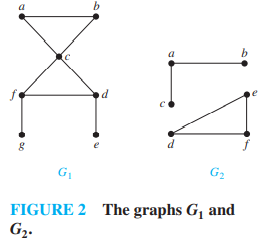 a b
c
f d
g e
G₁
a b
c e
d f
G₂
FIGURE 2 The graphs G₁ and
G₂.